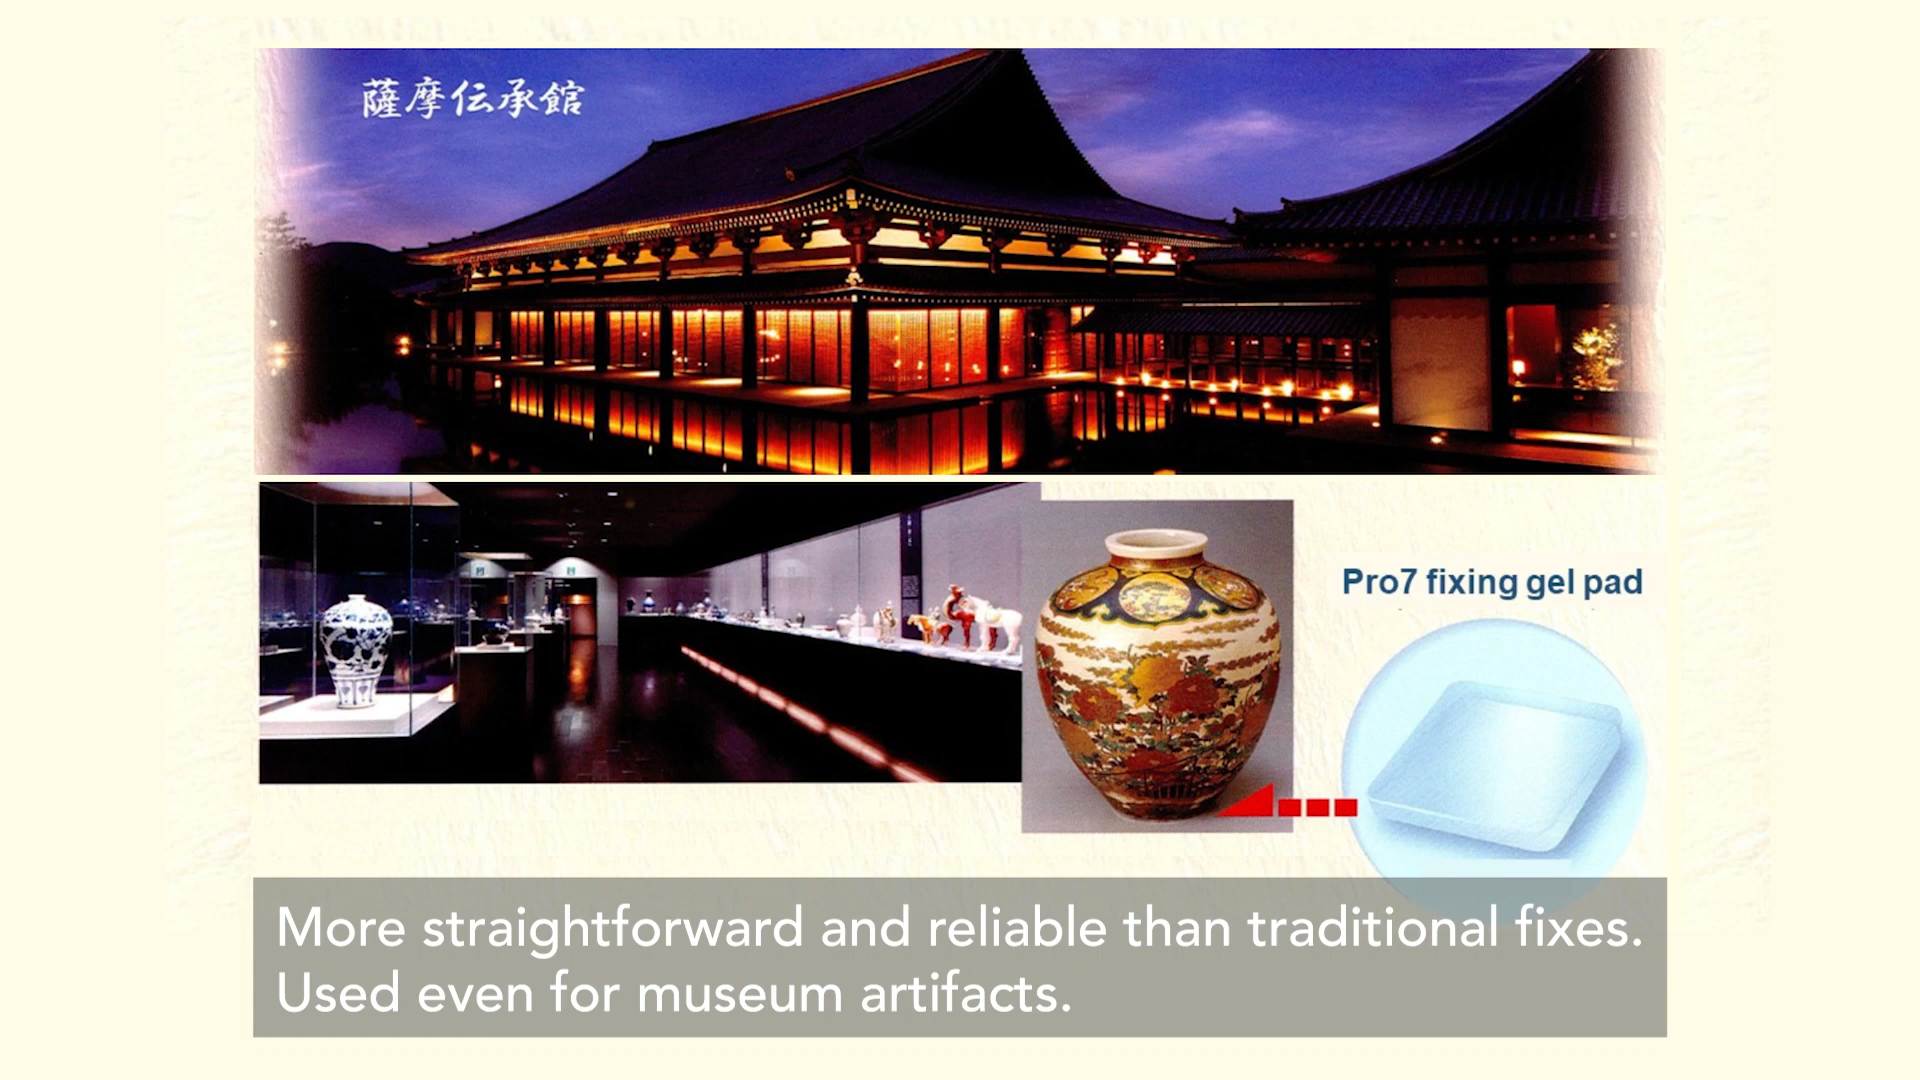 薩摩伝承館
Pro7 fixing gel pad
More straightforward and reliable than traditional fixes.
Used even for museum artifacts.